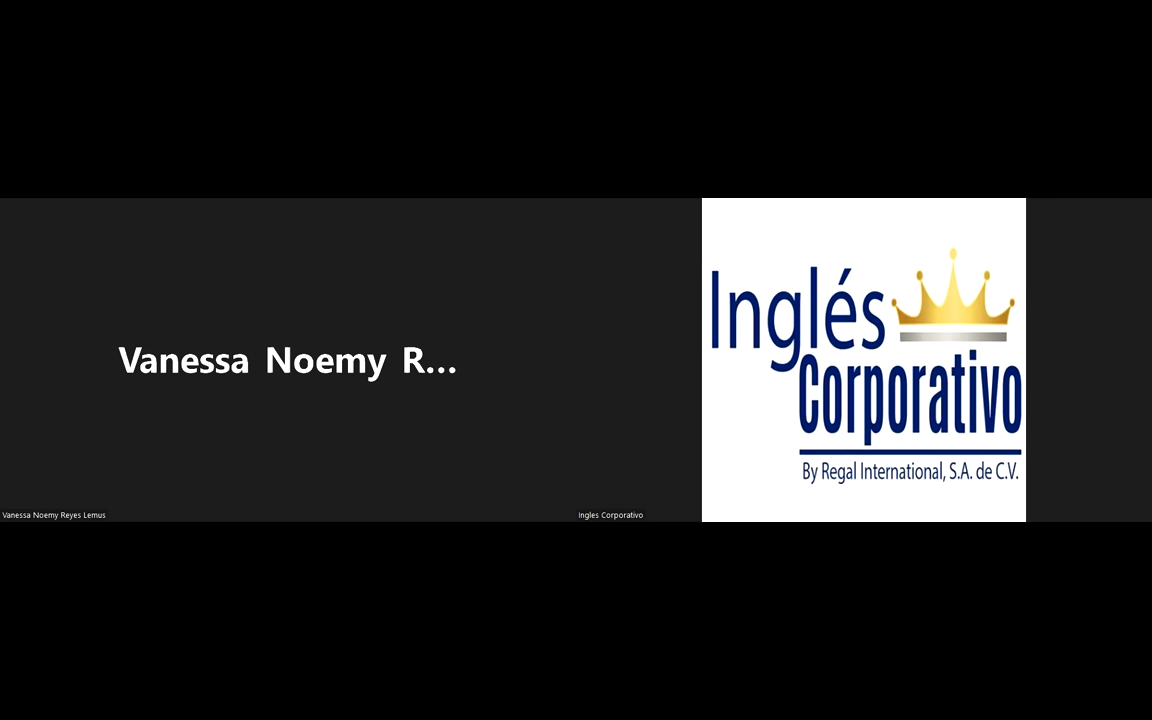 Vanessa Noemy R...
Vanessa Noemy Reyes Lemus
Inglés
Corporativo
By Regal International, S.A. de C.V.
Ingles Corporativo